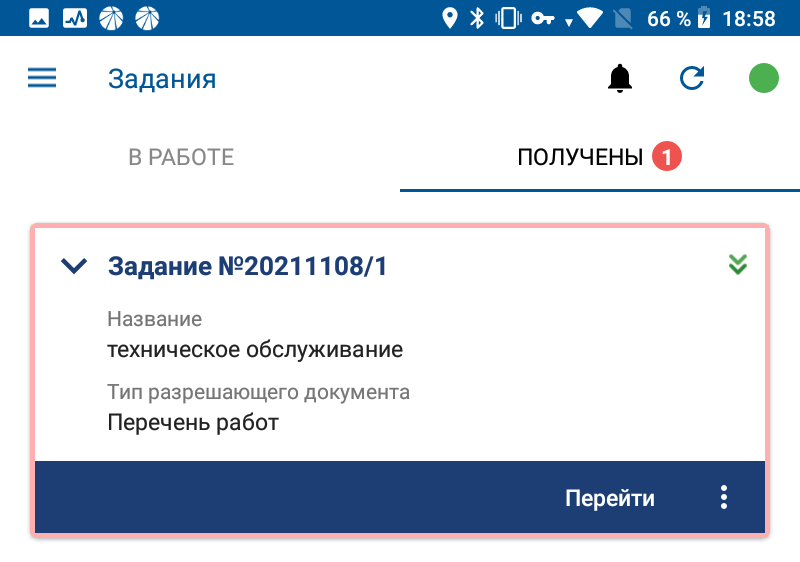 66 % 18:58
Задания
В РАБОТЕ
ПОЛУЧЕНЫ 1
Задание №20211108/1
Название
техническое обслуживание
Тип разрешающего документа
Перечень работ
Перейти